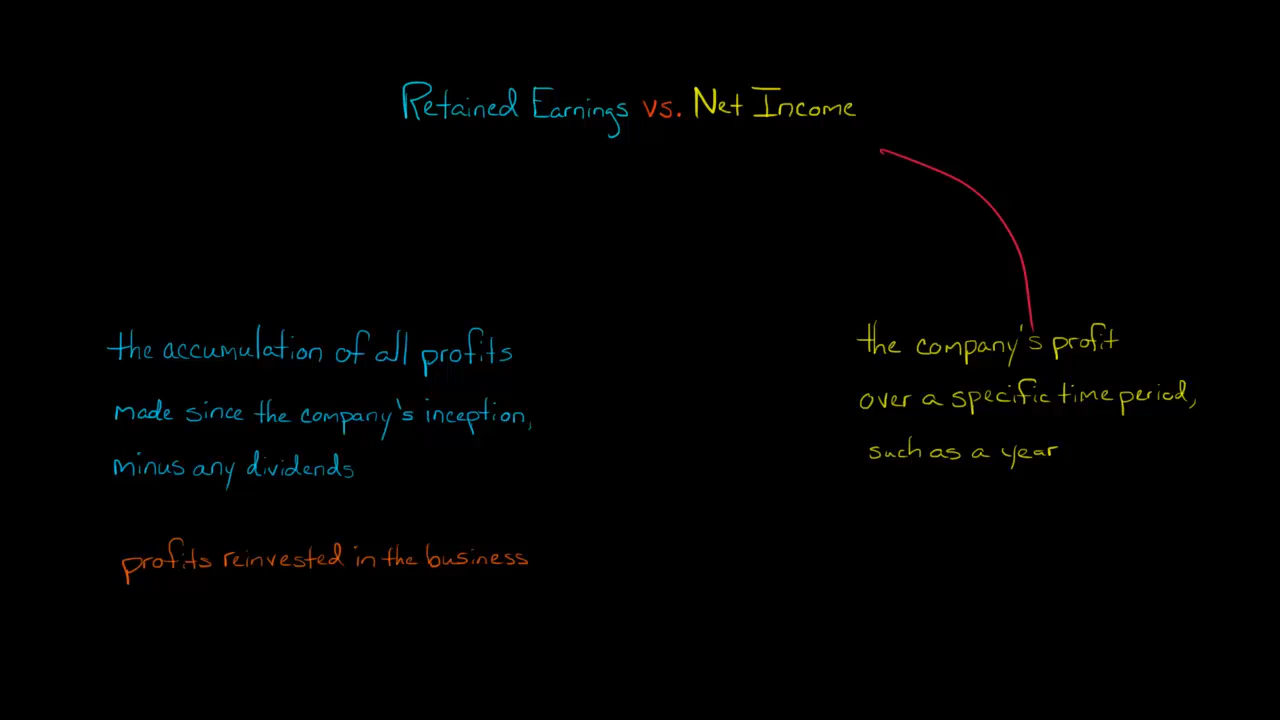 Retained Earnings vs. Net Income
the accumulation of all profits
made since the company's inception,
minus any dividends
profits reinvested in the business
the company's profit
over a specific time period,
such as a year